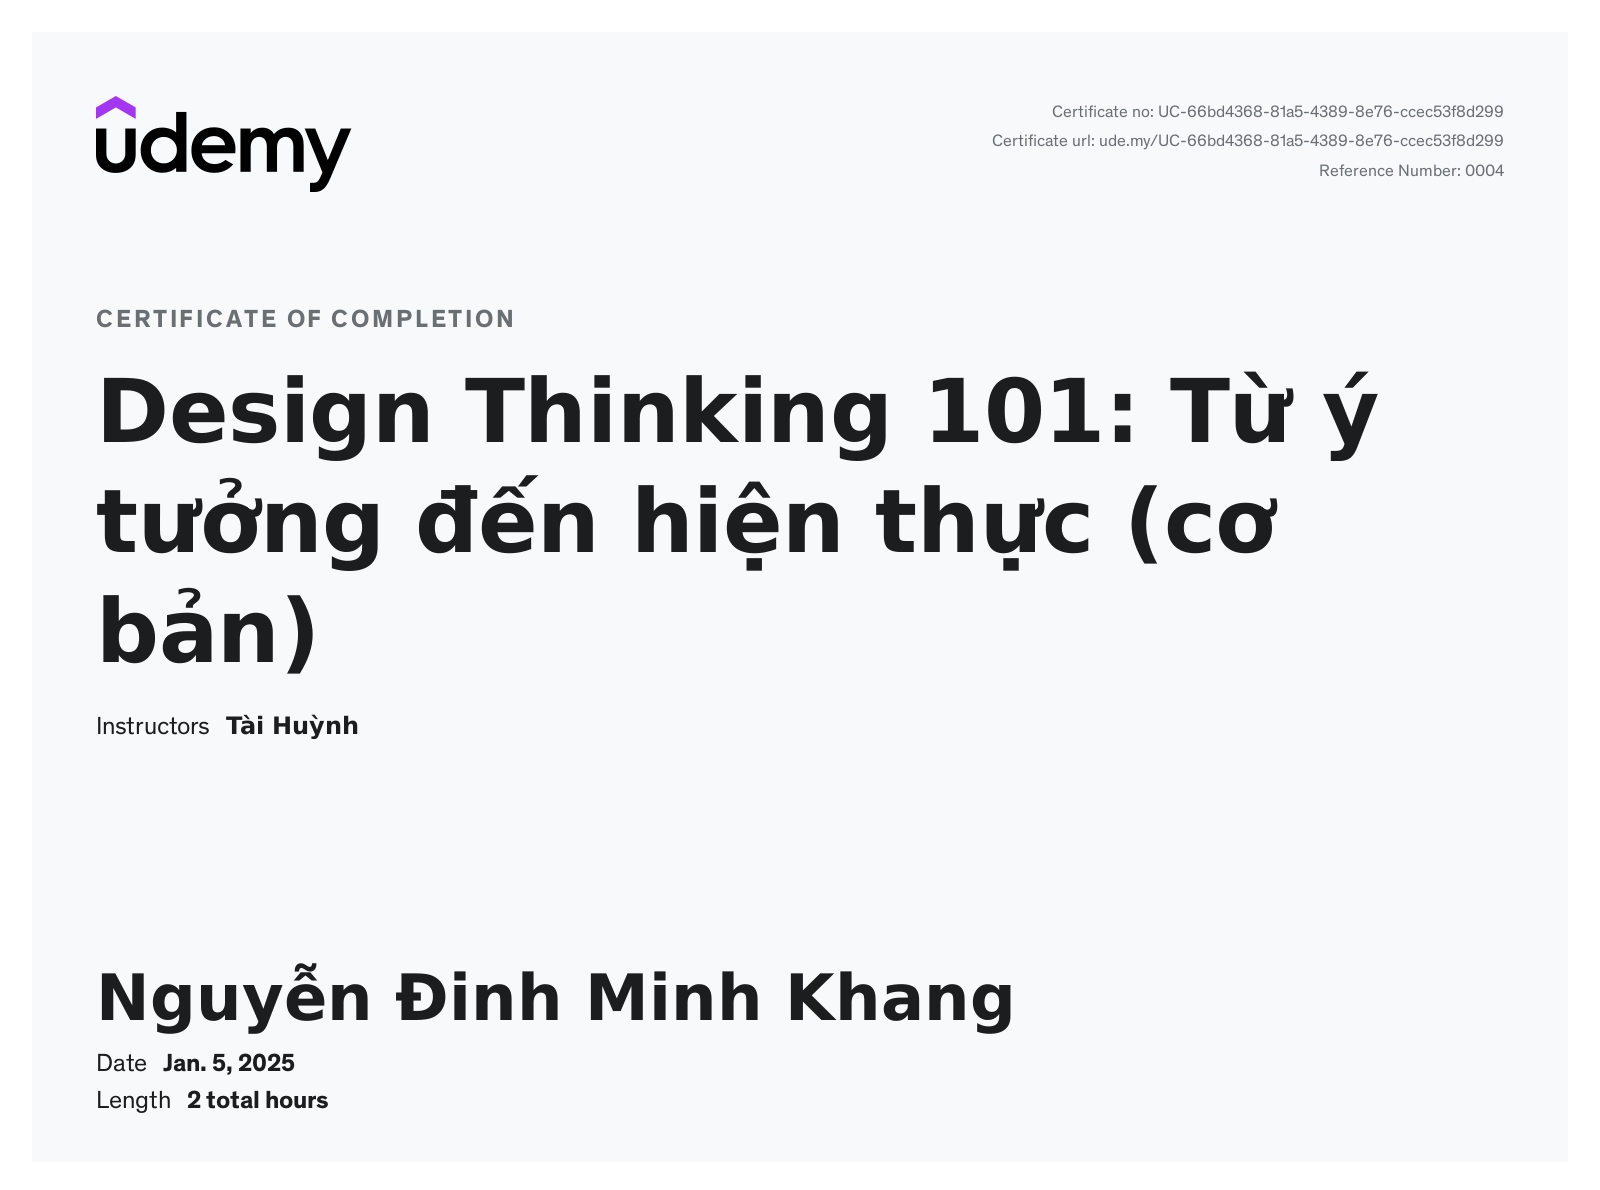 udemy
Certificate no: UC-66bd4368-81a5-4389-8e76-ccec53f8d299
Certificate url: ude.my/UC-66bd4368-81a5-4389-8e76-ccec53f8d299
Reference Number: 0004
CERTIFICATE OF COMPLETION
Design Thinking 101: Từ ý
tưởng đến hiện thực (cơ
bản)
Instructors Tài Huỳnh
Nguyễn Đinh Minh Khang
Date Jan. 5, 2025
Length 2 total hours